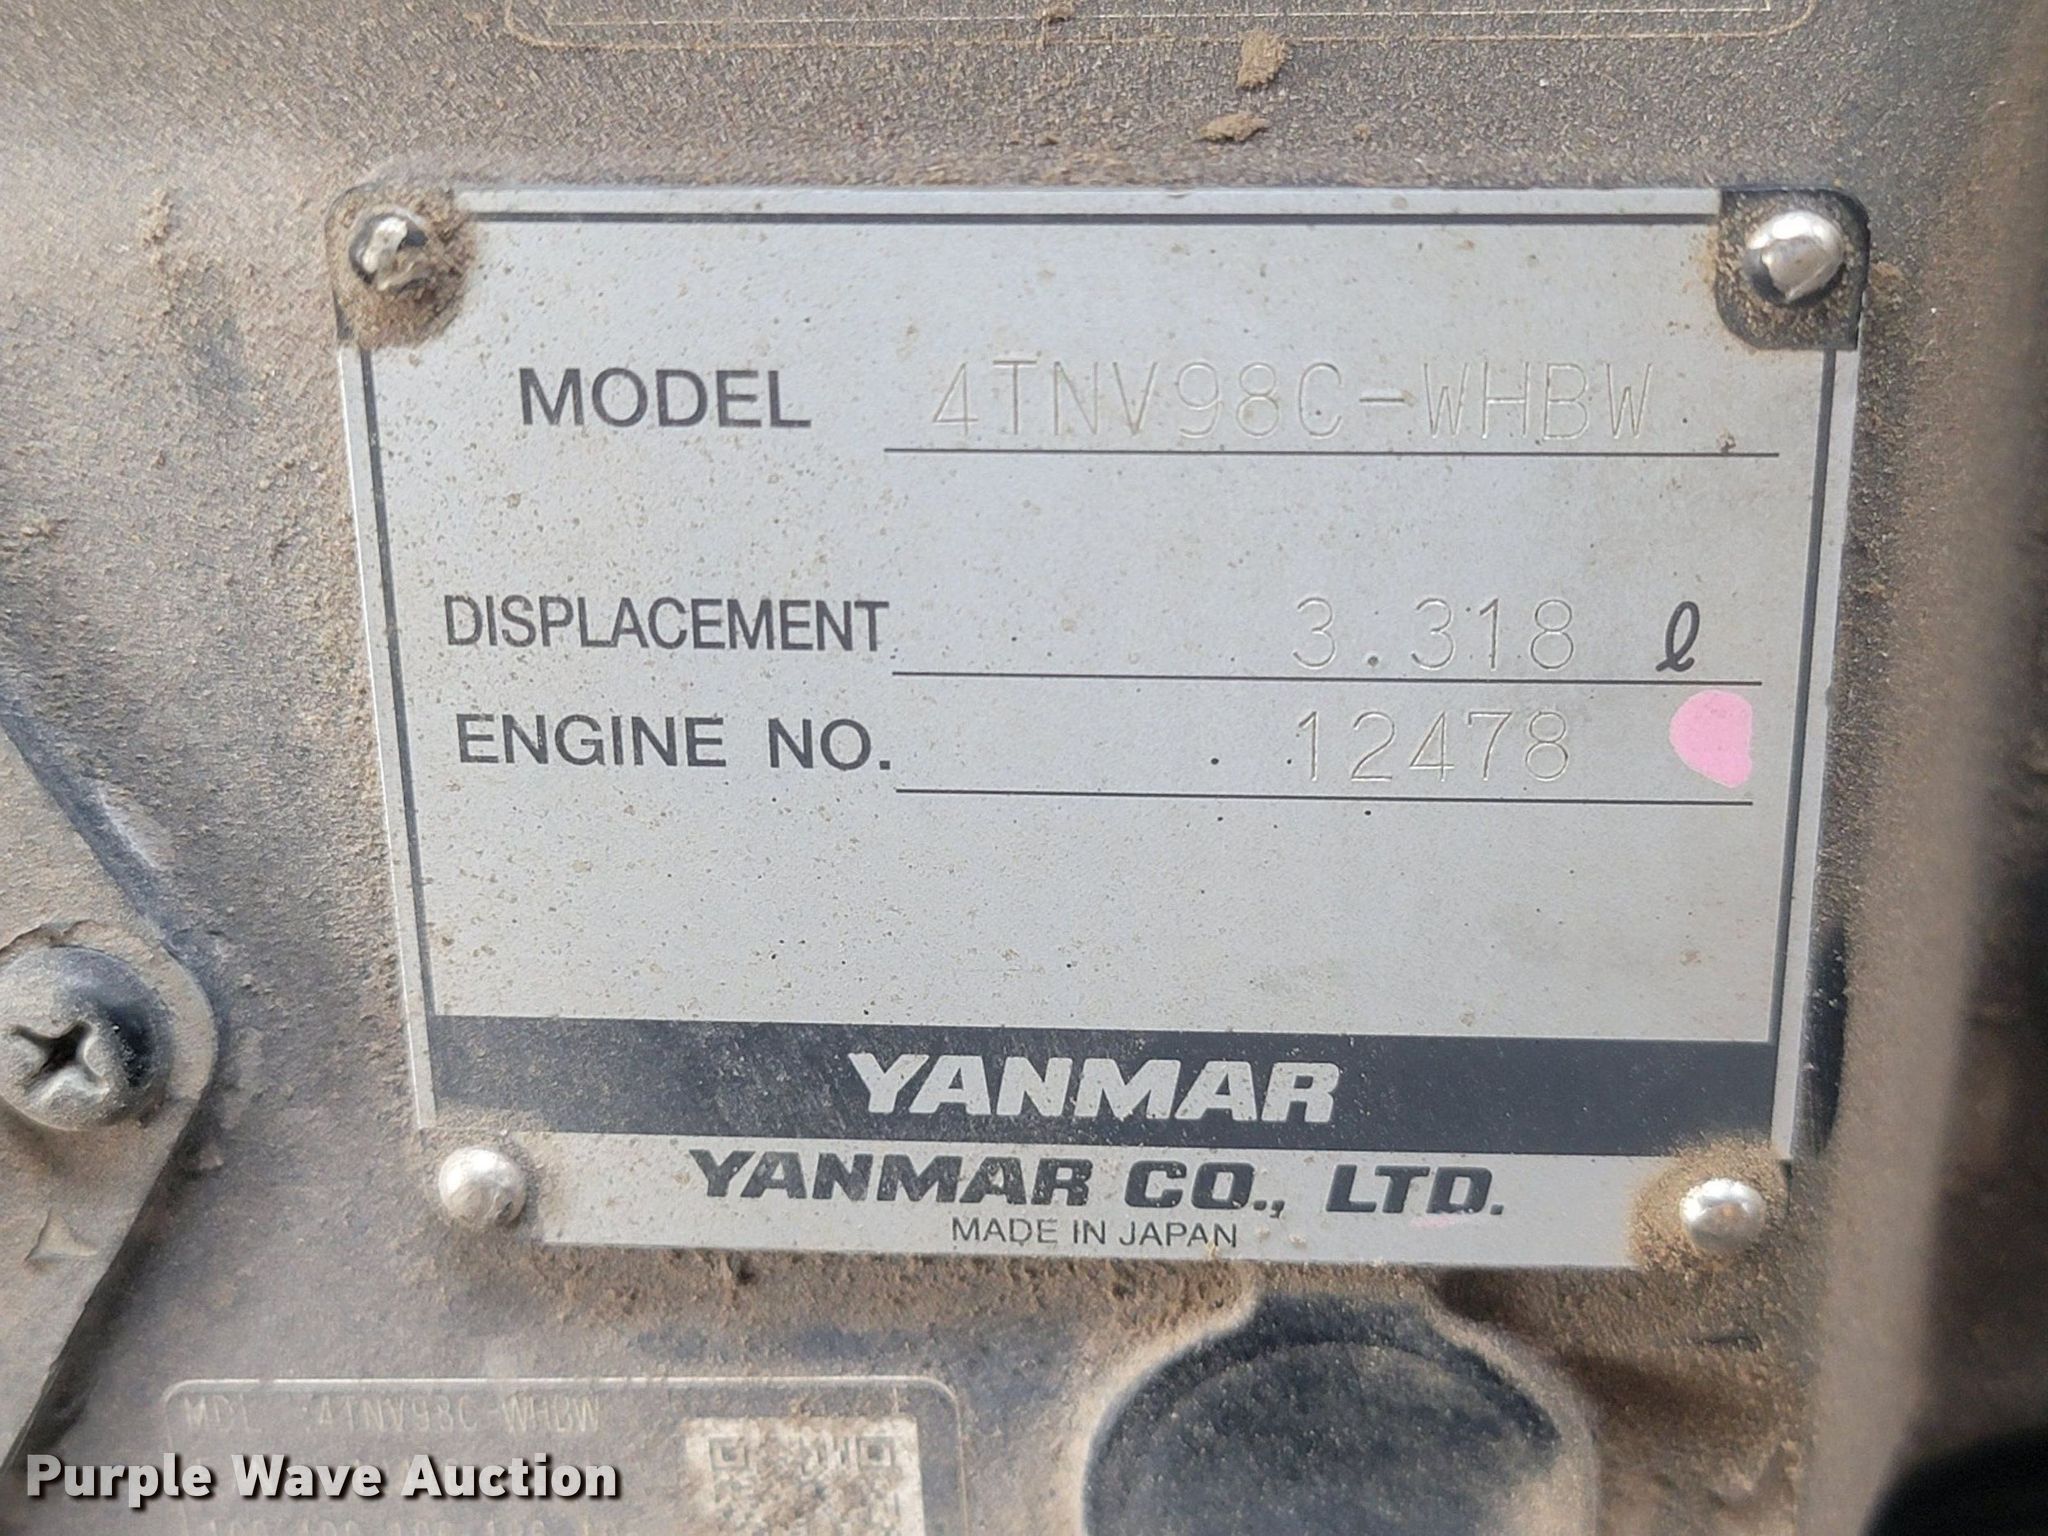 MODEL 4TNV98C-WHBW
DISPLACEMENT 3.318 ℓ
ENGINE NO. 12478
YANMAR
YANMAR CO., LTD.
MADE IN JAPAN
MDL 4TNV98C-WHBW
Purple Wave Auction